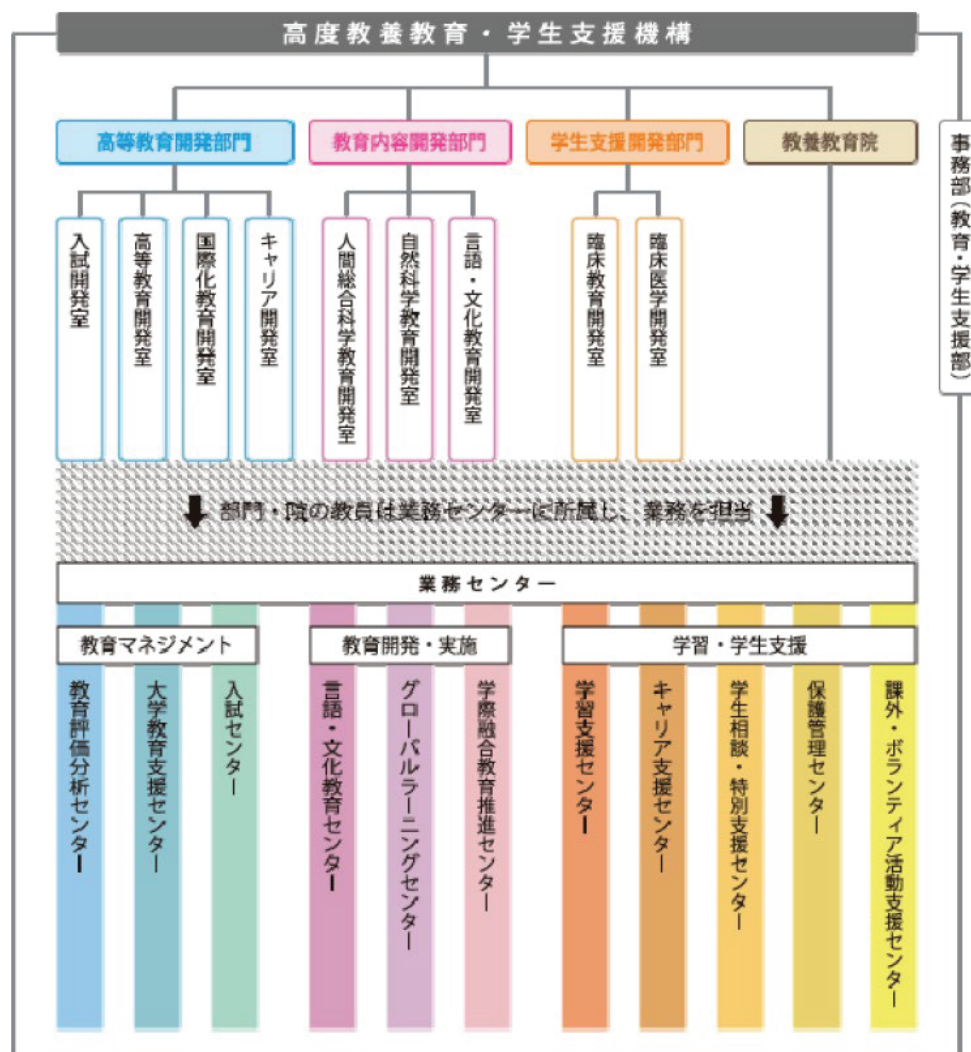 高度教養教育・学生支援機構
高等教育開発部門
教育内容開発部門
学生支援開発部門
教養教育院
事務部（教育・学生支援部）
入試開発室
高等教育開発室
国際化教育開発室
キャリア開発室
人間総合科学教育開発室
自然科学教育開発室
言語・文化教育開発室
臨床教育開発室
臨床医学開発室
部門・院の教員は業務センターに所属し、業務を担当
業務センター
教育マネジメント
教育開発・実施
学習・学生支援
教育評価分析センター
大学教育支援センター
入試センター
言語・文化教育センター
グローバルラーニングセンター
学際融合教育推進センター
学習支援センター
キャリア支援センター
学生相談・特別支援センター
保護管理センター
課外・ボランティア活動支援センター